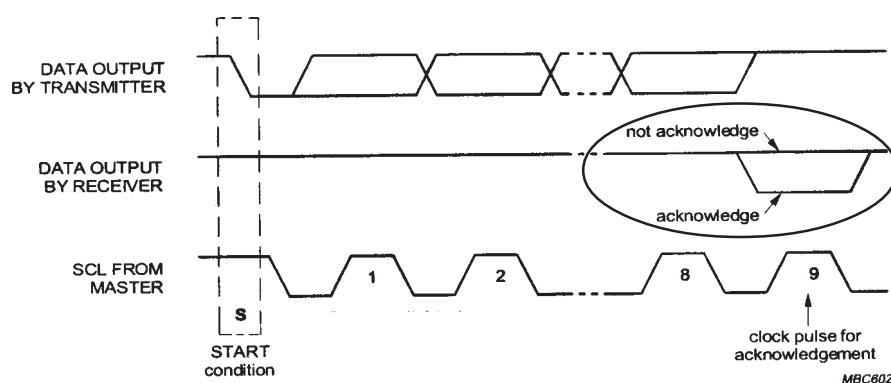 DATA OUTPUT
BY TRANSMITTER
not acknowledge
DATA OUTPUT
BY RECEIVER
acknowledge
SCL FROM
MASTER
1
2
8
9
S
START
condition
clock pulse for
acknowledgement
MBC602